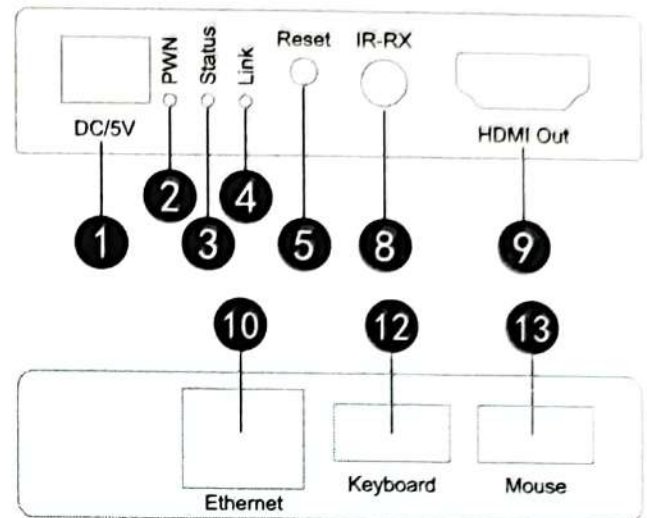 PWN
Status
Link
Reset
IR-RX
DC/5V
HDMI Out
2
4
1
3
5
8
9
10
12
13
Ethernet
Keyboard
Mouse